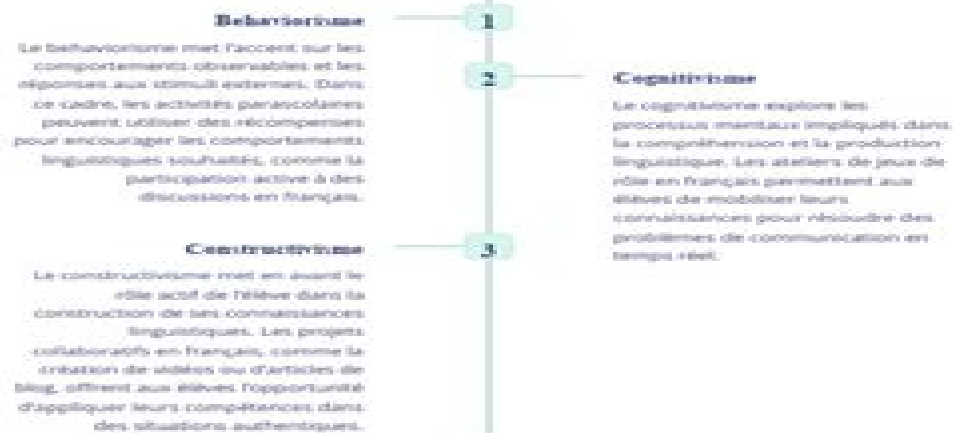 Behaviorisme
1
Le behaviorisme met l'accent sur les
comportements observables et les
réponses aux stimuli externes. Dans
ce cadre, les activités parascolaires
peuvent utiliser des récompenses
pour encourager les comportements
linguistiques souhaités, comme la
participation active à des
discussions en français.
2
Cognitivisme
Le cognitivisme explore les
processus mentaux impliqués dans
la compréhension et la production
linguistique. Les ateliers de jeux de
rôle en français permettent aux
élèves de mobiliser leurs
connaissances pour résoudre des
problèmes de communication en
temps réel.
Constructivisme
3
Le constructivisme met en avant le
rôle actif de l'élève dans la
construction de ses connaissances
linguistiques. Les projets
collaboratifs en français, comme la
création de vidéos ou d'articles de
blog, offrent aux élèves l'opportunité
d'appliquer leurs compétences dans
des situations authentiques.